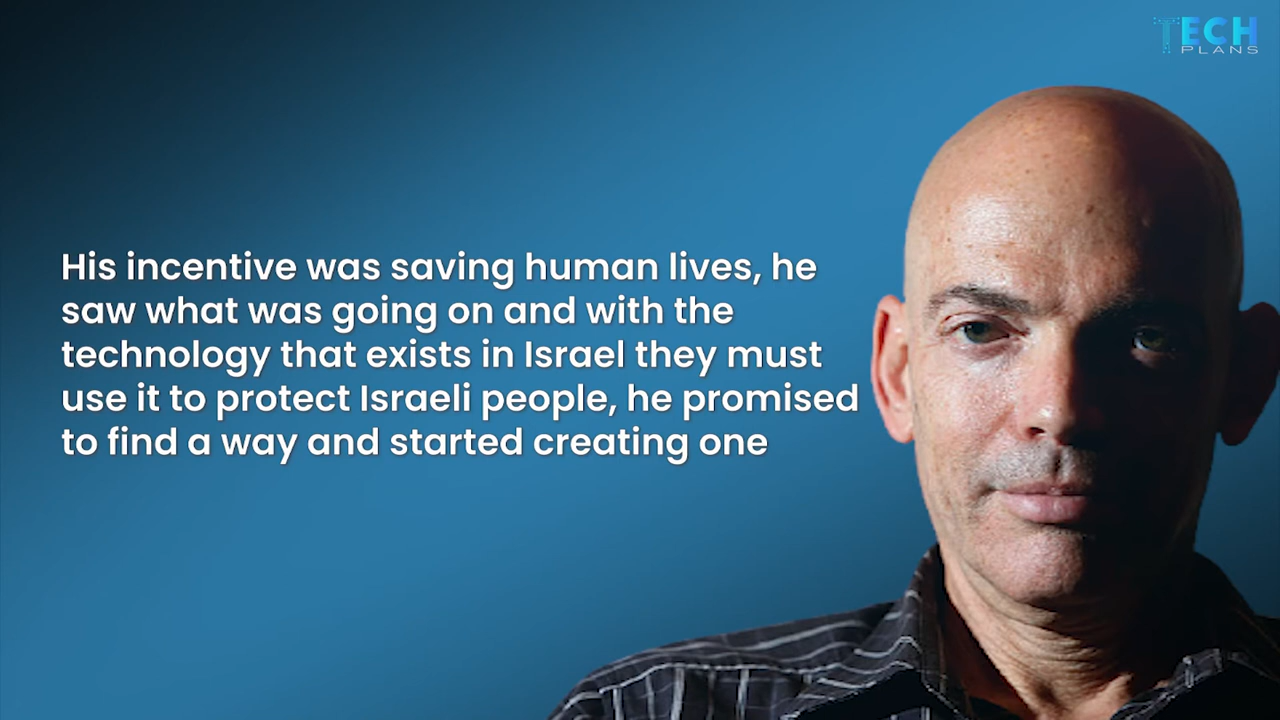 TECH
PLANS
His incentive was saving human lives, he
saw what was going on and with the
technology that exists in Israel they must
use it to protect Israeli people, he promised
to find a way and started creating one